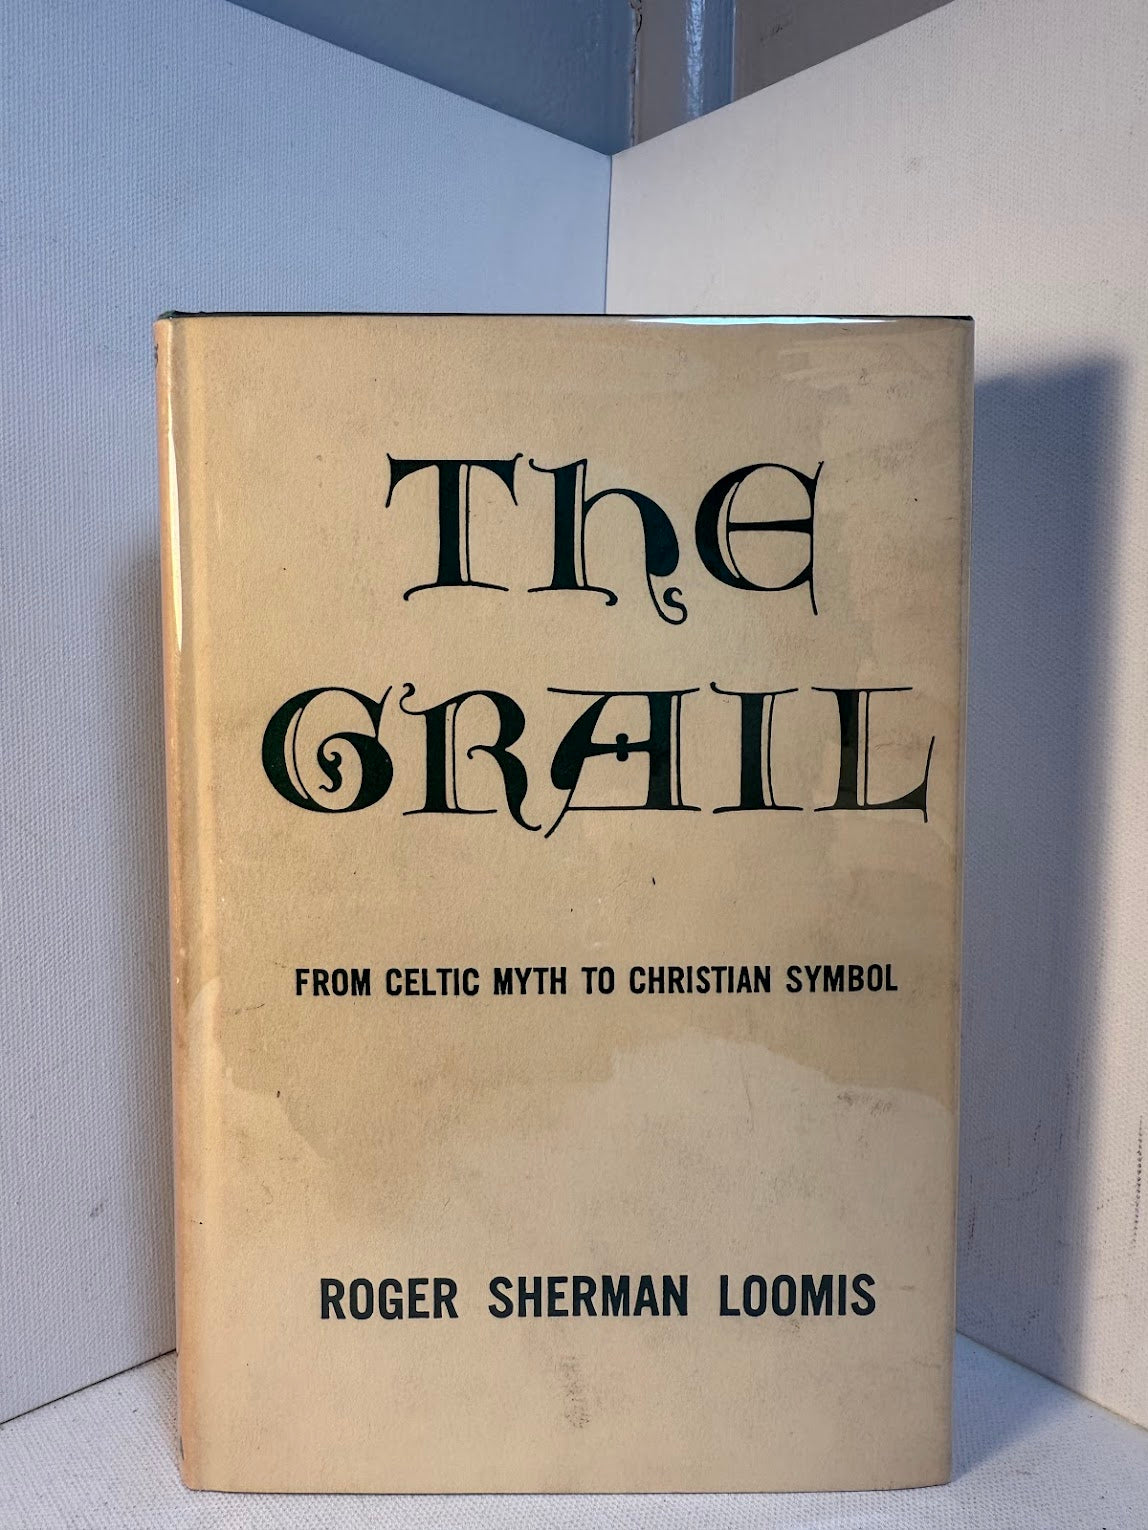 The
GRAIL
FROM CELTIC MYTH TO CHRISTIAN SYMBOL
ROGER SHERMAN LOOMIS